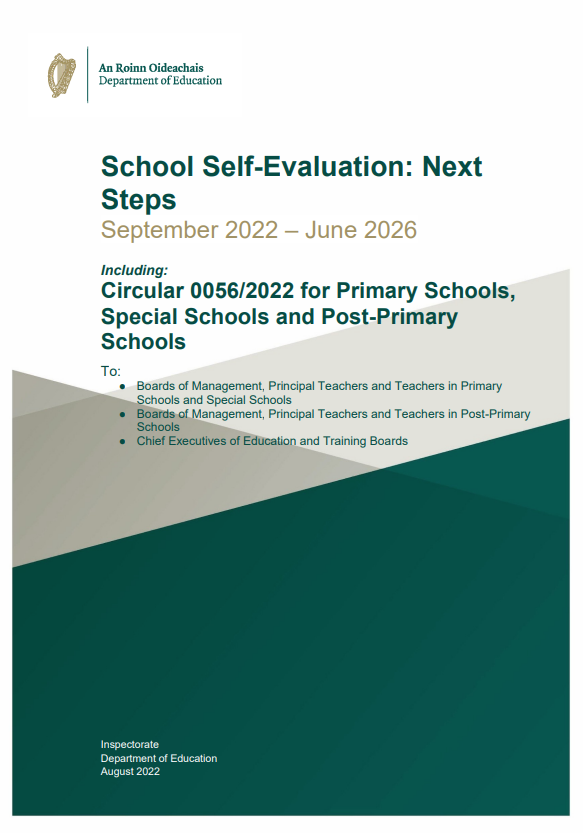 An Roinn Oideachais
Department of Education
School Self-Evaluation: Next
Steps
September 2022 – June 2026
Including:
Circular 0056/2022 for Primary Schools,
Special Schools and Post-Primary
Schools
To:
● Boards of Management, Principal Teachers and Teachers in Primary
Schools and Special Schools
● Boards of Management, Principal Teachers and Teachers in Post-Primary
Schools
● Chief Executives of Education and Training Boards
Inspectorate
Department of Education
August 2022